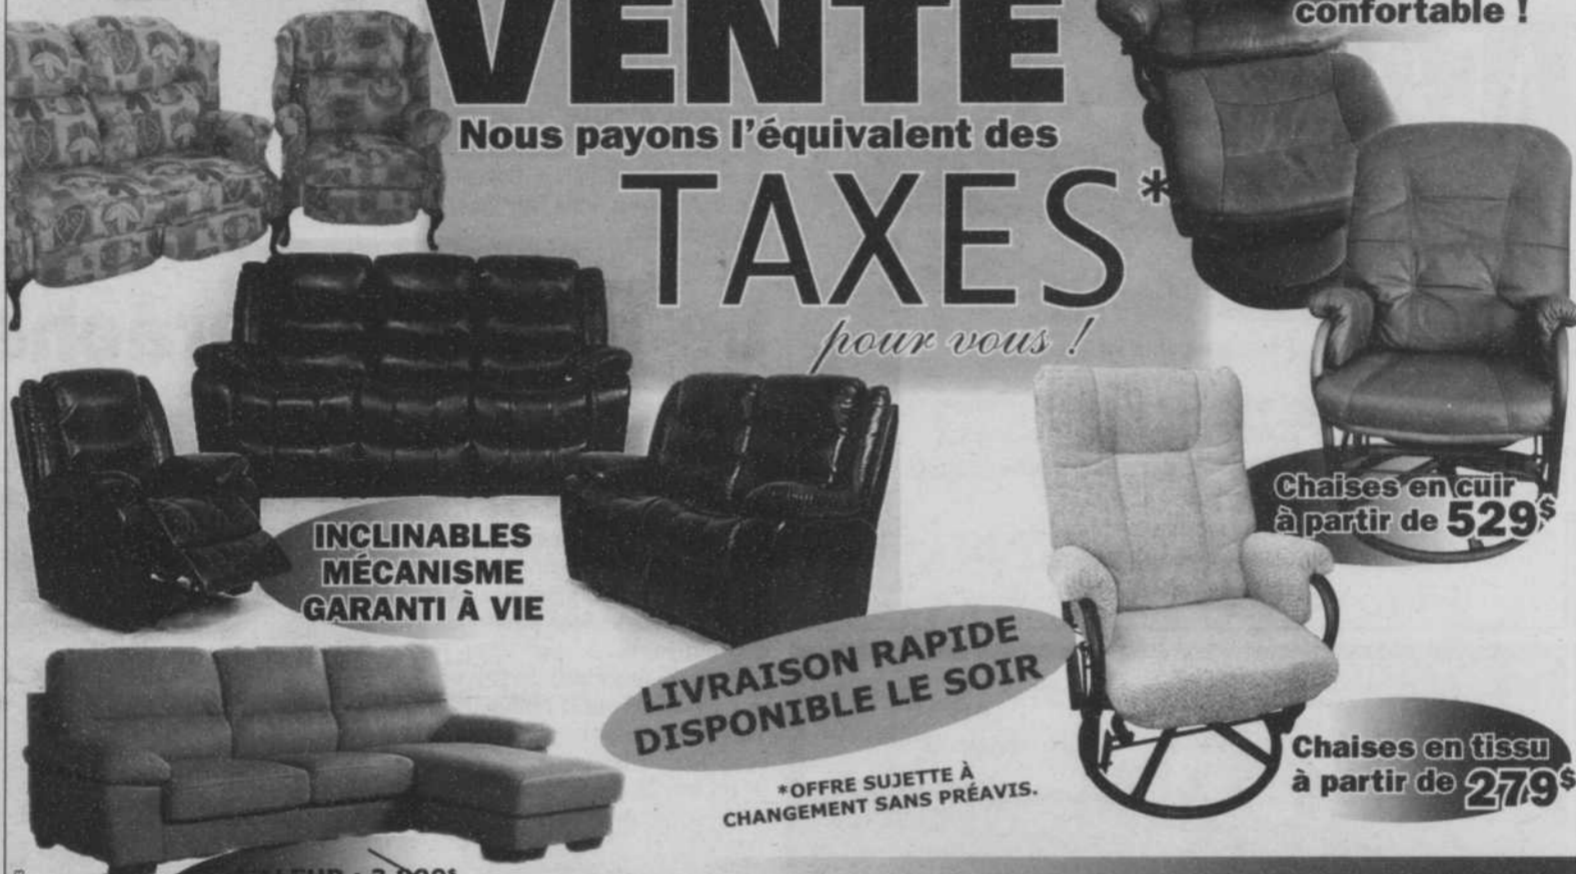 confortable !
VENTE
Nous payons l'équivalent des
TAXES*
pour vous !
Chaises en cuir
à partir de 529$
INCLINABLES
MÉCANISME
GARANTI À VIE
LIVRAISON RAPIDE
DISPONIBLE LE SOIR
Chaises en tissu
à partir de 279$
*OFFRE SUJETTE À
CHANGEMENT SANS PRÉAVIS.